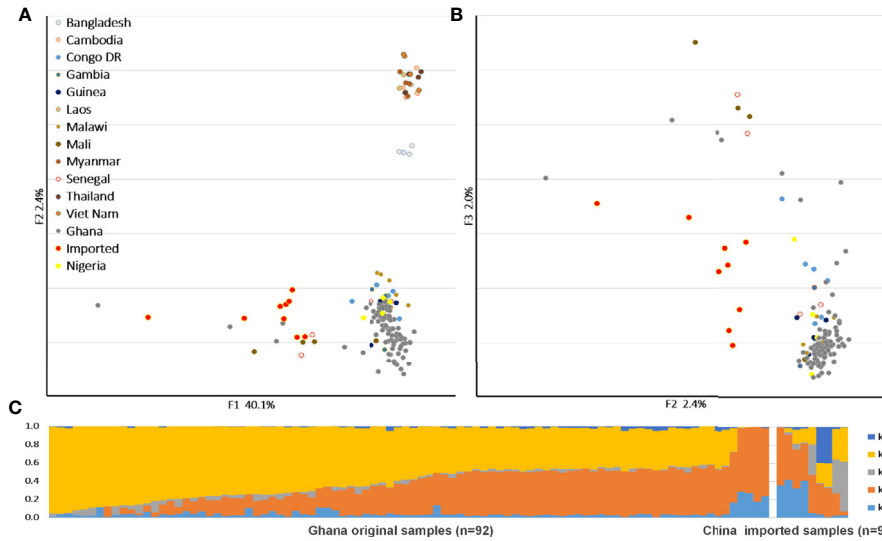 A
B
Bangladesh
Cambodia
Congo DR
Gambia
Guinea
Laos
Malawi
Mali
Myanmar
Senegal
Thailand
Viet Nam
Ghana
Imported
Nigeria
F2 2.4%
F3 2.0%
F1 40.1%
F2 2.4%
C
1.0
0.8
0.6
0.4
0.2
0.0
k
k
k
k
k
Ghana original samples (n=92)
China imported samples (n=9